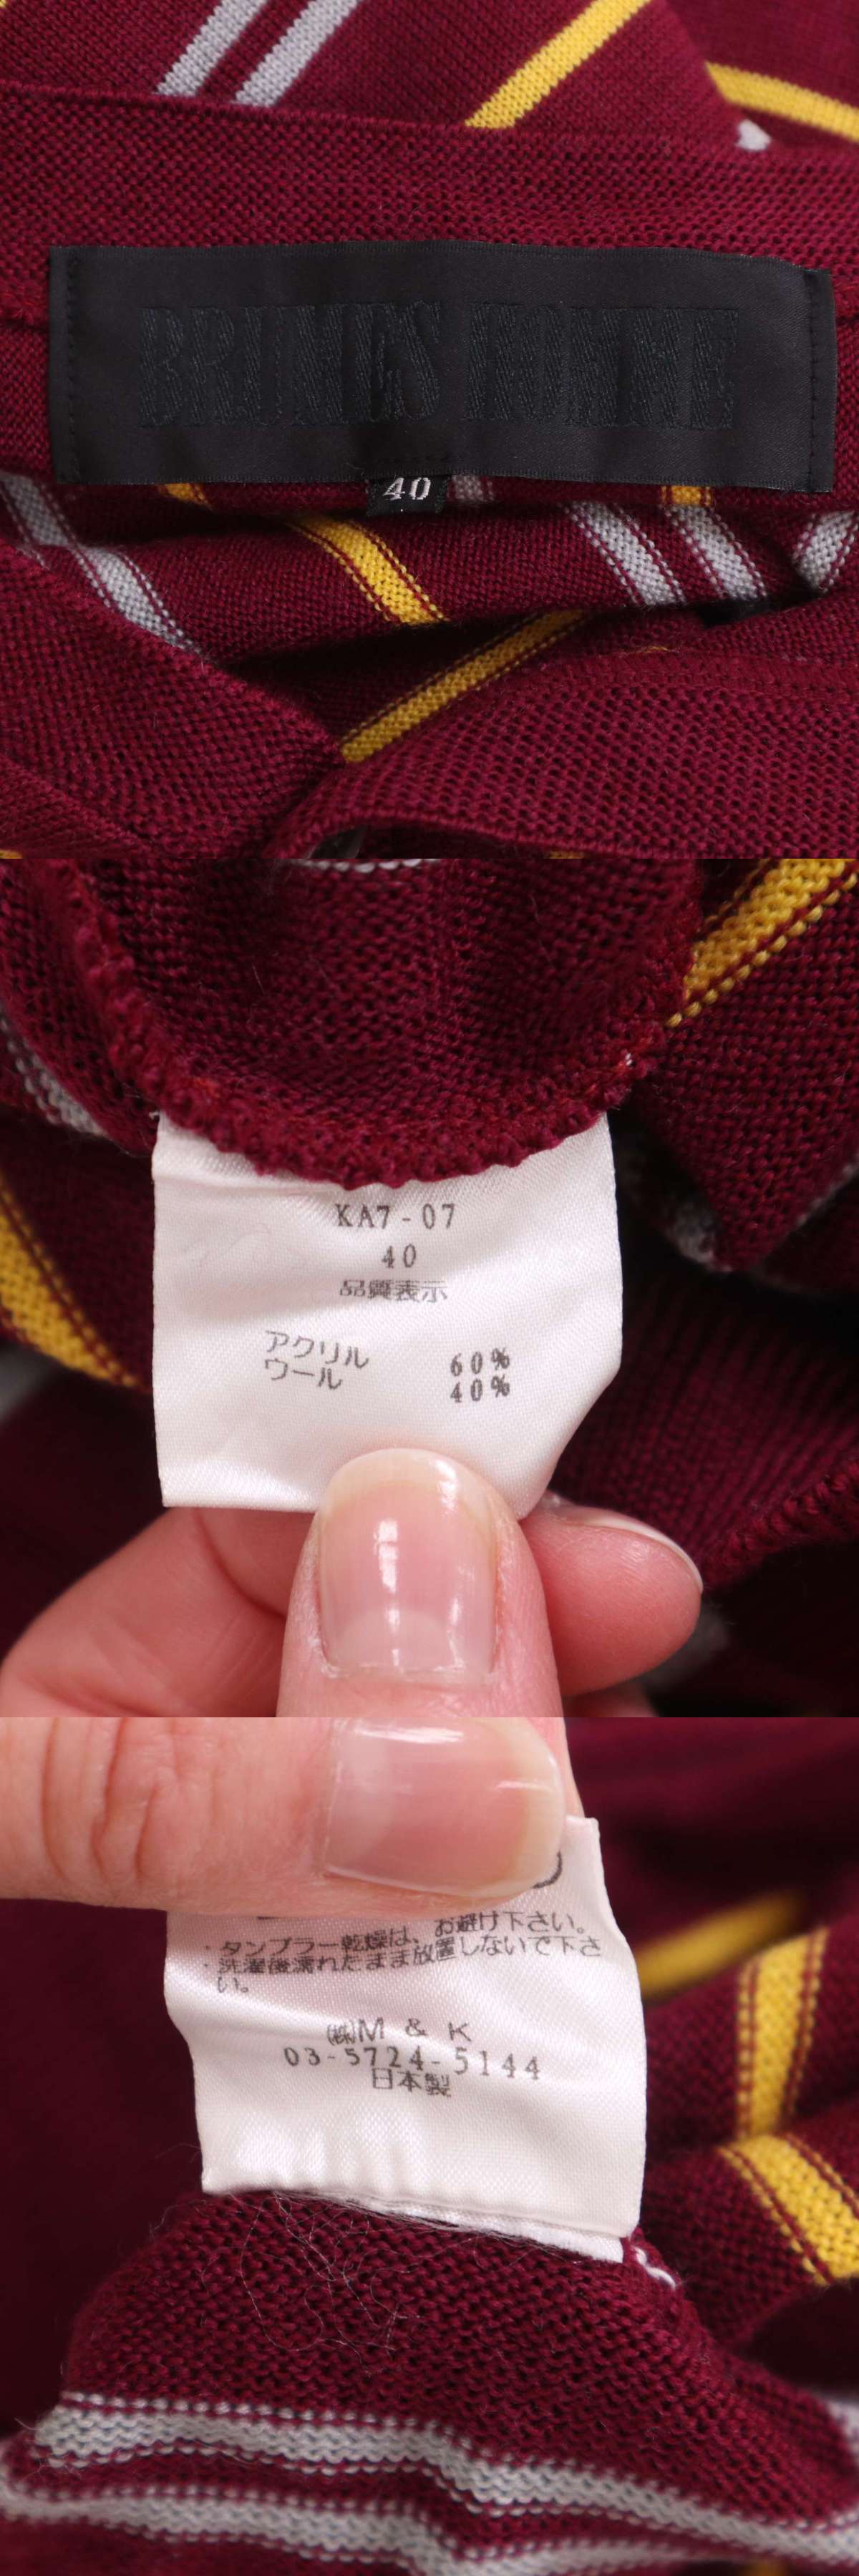 BRUMES HOMME
40
KA7-07
40
品質表示
アクリル 60%
ウール 40%
お避け下さい。
・タンブラー乾燥は、
・洗濯後濡れたまま放置しないで下さ
い。
㈱M & K
03-5724-5144
日本製